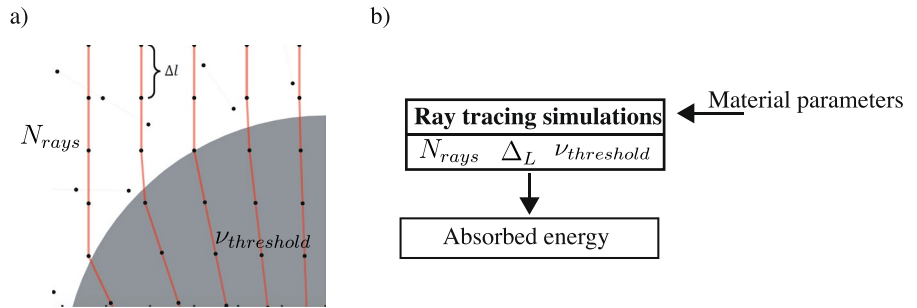 a)
b)
Δl
N_rays
ν_threshold
Material parameters
Ray tracing simulations
N_rays Δ_L ν_threshold
Absorbed energy